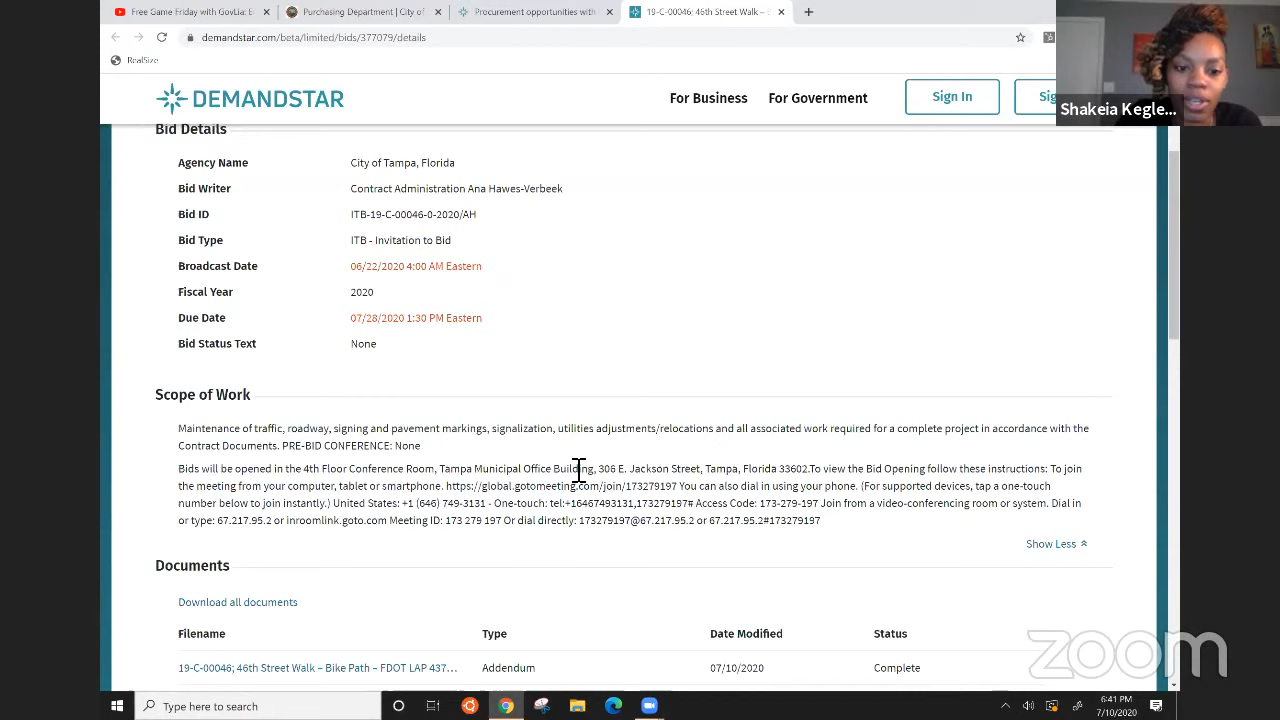 Free Game Friday with GovLia: E
Purchasing Department | City of
Procurement opportunities with
19-C-00046; 46th Street Walk –
demandstar.com/beta/limited/bids/377079/details
RealSize
DEMANDSTAR
For Business
For Government
Sign In
Sig
Shakeia Kegle...
Bid Details
Agency Name City of Tampa, Florida
Bid Writer Contract Administration Ana Hawes-Verbeek
Bid ID ITB-19-C-00046-0-2020/AH
Bid Type ITB - Invitation to Bid
Broadcast Date 06/22/2020 4:00 AM Eastern
Fiscal Year 2020
Due Date 07/28/2020 1:30 PM Eastern
Bid Status Text None
Scope of Work
Maintenance of traffic, roadway, signing and pavement markings, signalization, utilities adjustments/relocations and all associated work required for a complete project in accordance with the
Contract Documents. PRE-BID CONFERENCE: None
Bids will be opened in the 4th Floor Conference Room, Tampa Municipal Office Building, 306 E. Jackson Street, Tampa, Florida 33602.To view the Bid Opening follow these instructions: To join
the meeting from your computer, tablet or smartphone. https://global.gotomeeting.com/join/173279197 You can also dial in using your phone. (For supported devices, tap a one-touch
number below to join instantly.) United States: +1 (646) 749-3131 - One-touch: tel:+16467493131,173279197# Access Code: 173-279-197 Join from a video-conferencing room or system. Dial in
or type: 67.217.95.2 or inroomlink.goto.com Meeting ID: 173 279 197 Or dial directly: 173279197@67.217.95.2 or 67.217.95.2#173279197
Show Less
Documents
Download all documents
Filename Type Date Modified Status
19-C-00046; 46th Street Walk – Bike Path – FDOT LAP 437... Addendum 07/10/2020 Complete
zoom
Type here to search
6:41 PM
7/10/2020